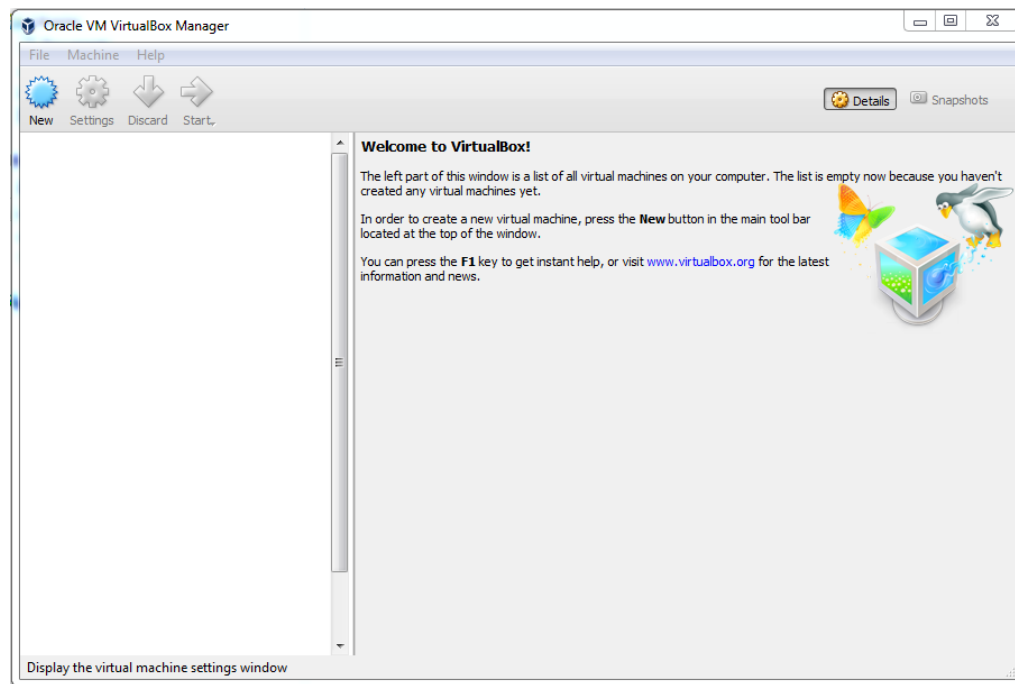 Oracle VM VirtualBox Manager
File Machine Help
New Settings Discard Start
Details Snapshots
Welcome to VirtualBox!
The left part of this window is a list of all virtual machines on your computer. The list is empty now because you haven't
created any virtual machines yet.
In order to create a new virtual machine, press the New button in the main tool bar
located at the top of the window.
You can press the F1 key to get instant help, or visit www.virtualbox.org for the latest
information and news.
Display the virtual machine settings window